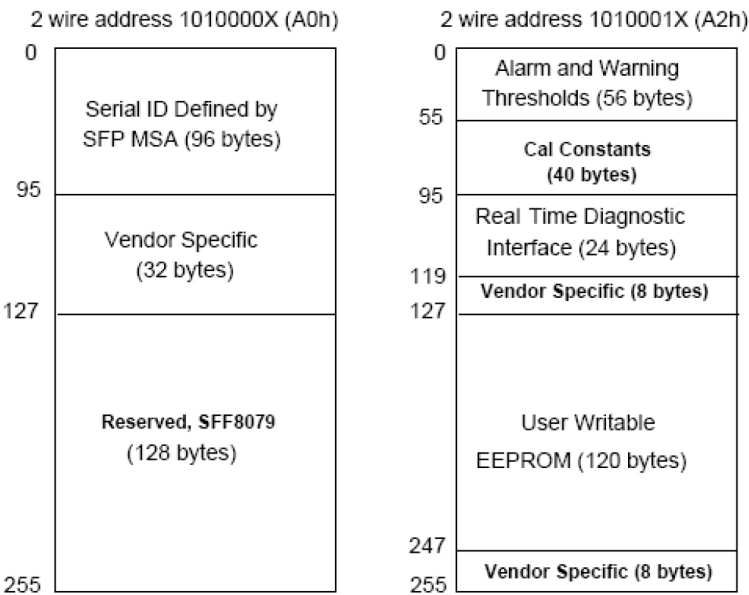 2 wire address 1010000X (A0h)
0
Serial ID Defined by
SFP MSA (96 bytes)
95
Vendor Specific
(32 bytes)
127
Reserved, SFF8079
(128 bytes)
255
2 wire address 1010001X (A2h)
0
Alarm and Warning
Thresholds (56 bytes)
55
Cal Constants
(40 bytes)
95
Real Time Diagnostic
Interface (24 bytes)
119
Vendor Specific (8 bytes)
127
User Writable
EEPROM (120 bytes)
247
Vendor Specific (8 bytes)
255